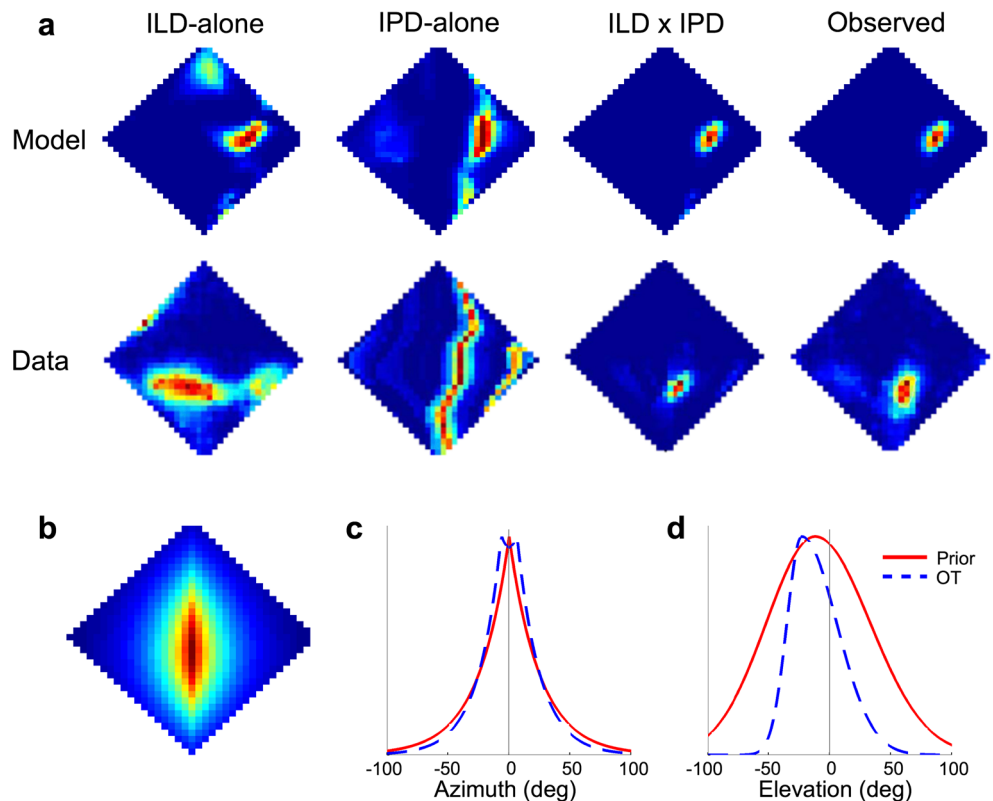 a
ILD-alone
IPD-alone
ILD x IPD
Observed
Model
Data
b
c
d
Prior
OT
-100
-50
0
50
100
Azimuth (deg)
-100
-50
0
50
100
Elevation (deg)